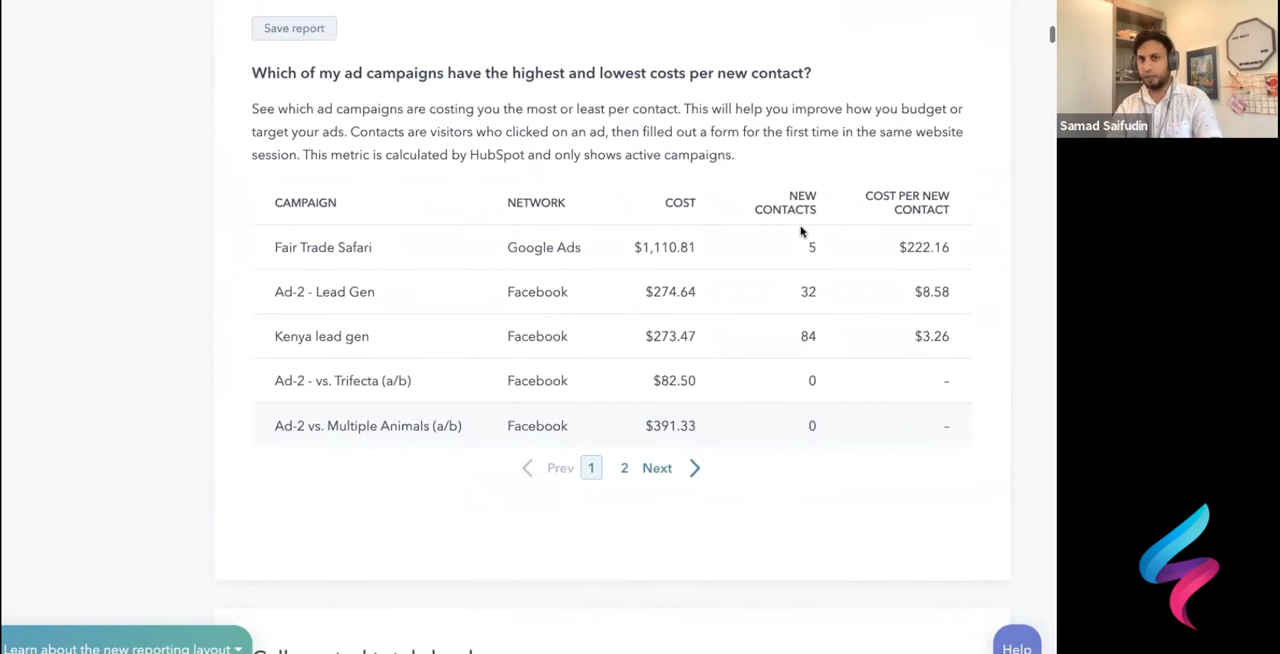 Save report
Which of my ad campaigns have the highest and lowest costs per new contact?
See which ad campaigns are costing you the most or least per contact. This will help you improve how you budget or
target your ads. Contacts are visitors who clicked on an ad, then filled out a form for the first time in the same website
session. This metric is calculated by HubSpot and only shows active campaigns.
CAMPAIGN NETWORK COST NEW CONTACTS COST PER NEW CONTACT
Fair Trade Safari Google Ads $1,110.81 5 $222.16
Ad-2 - Lead Gen Facebook $274.64 32 $8.58
Kenya lead gen Facebook $273.47 84 $3.26
Ad-2 - vs. Trifecta (a/b) Facebook $82.50 0 -
Ad-2 vs. Multiple Animals (a/b) Facebook $391.33 0 -
Prev 1 2 Next
Learn about the new reporting layout
Help
Samad Saifudin